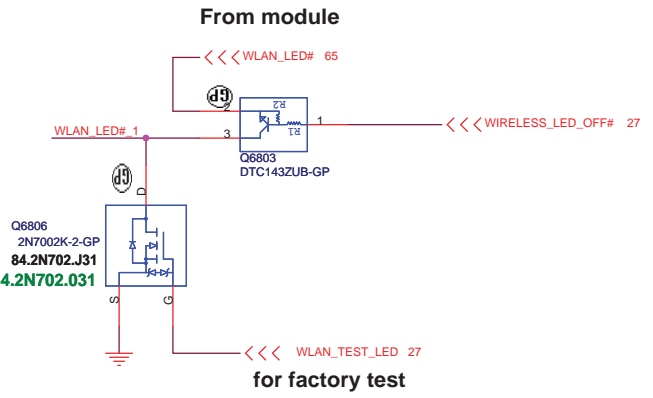 From module
WLAN_LED# 65
GP
2
R2
R1
1
WIRELESS_LED_OFF# 27
WLAN_LED#_1
3
Q6803
DTC143ZUB-GP
GP
D
Q6806
2N7002K-2-GP
84.2N702.J31
4.2N702.031
S
G
WLAN_TEST_LED 27
for factory test